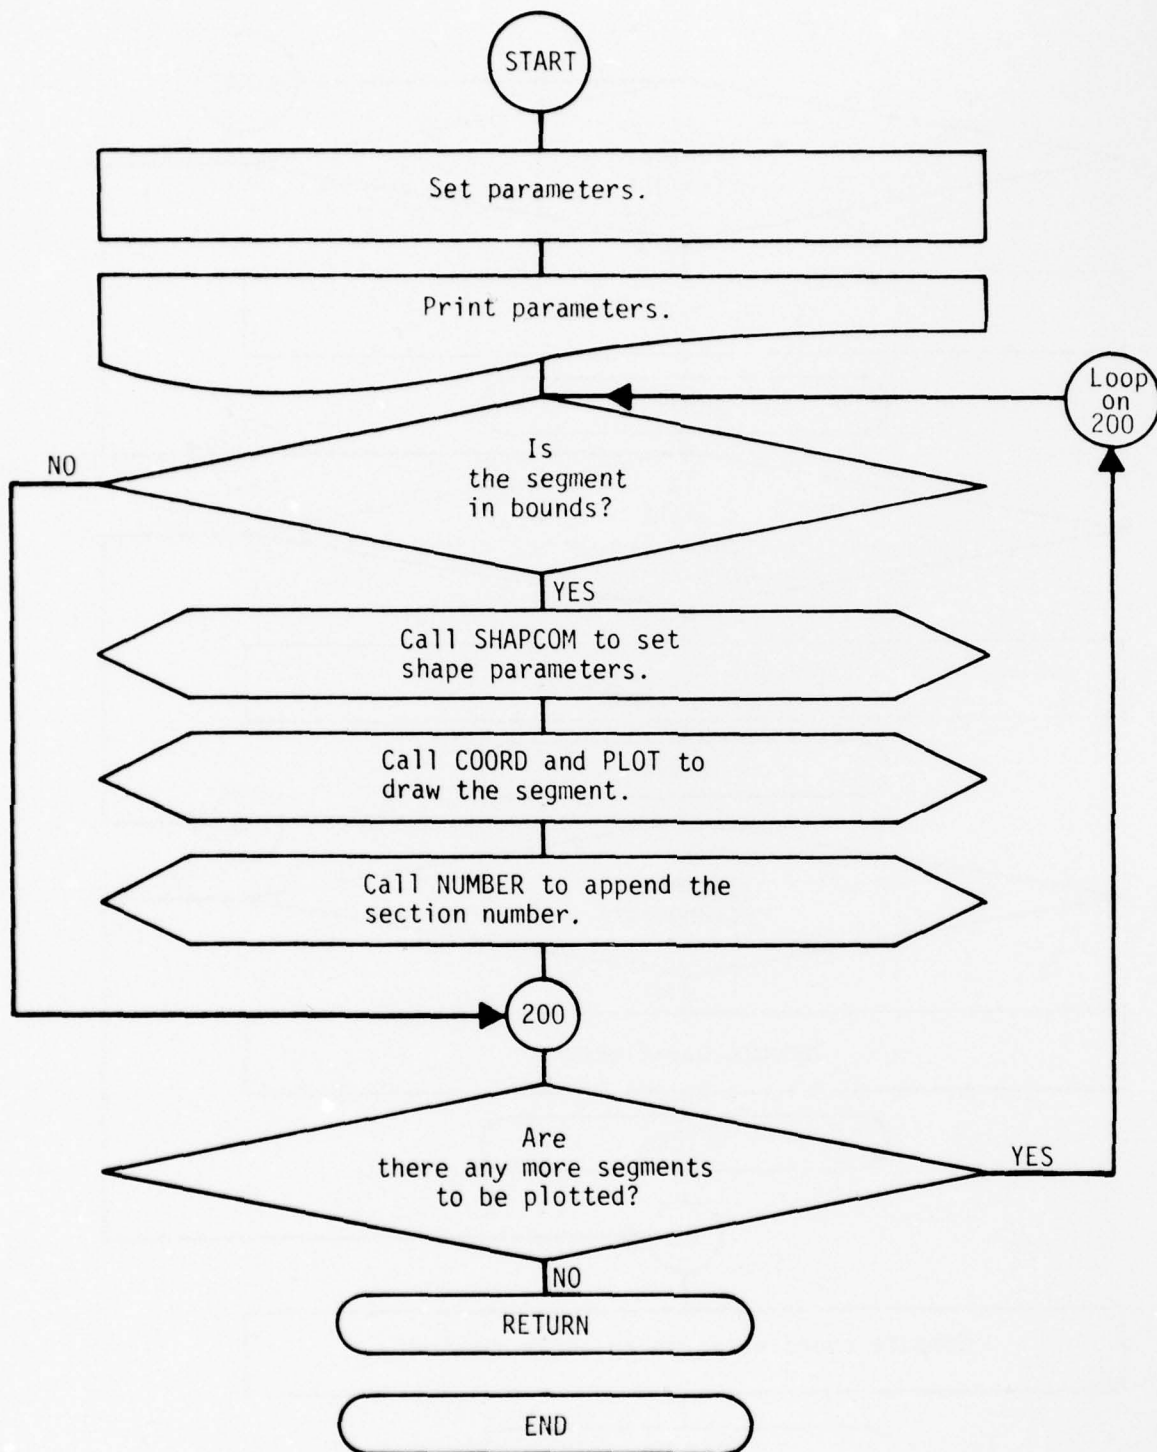 START
Set parameters.
Print parameters.
Loop
on
200
Is
the segment
in bounds?
NO
YES
Call SHAPCOM to set
shape parameters.
Call COORD and PLOT to
draw the segment.
Call NUMBER to append the
section number.
200
Are
there any more segments
to be plotted?
YES
NO
RETURN
END